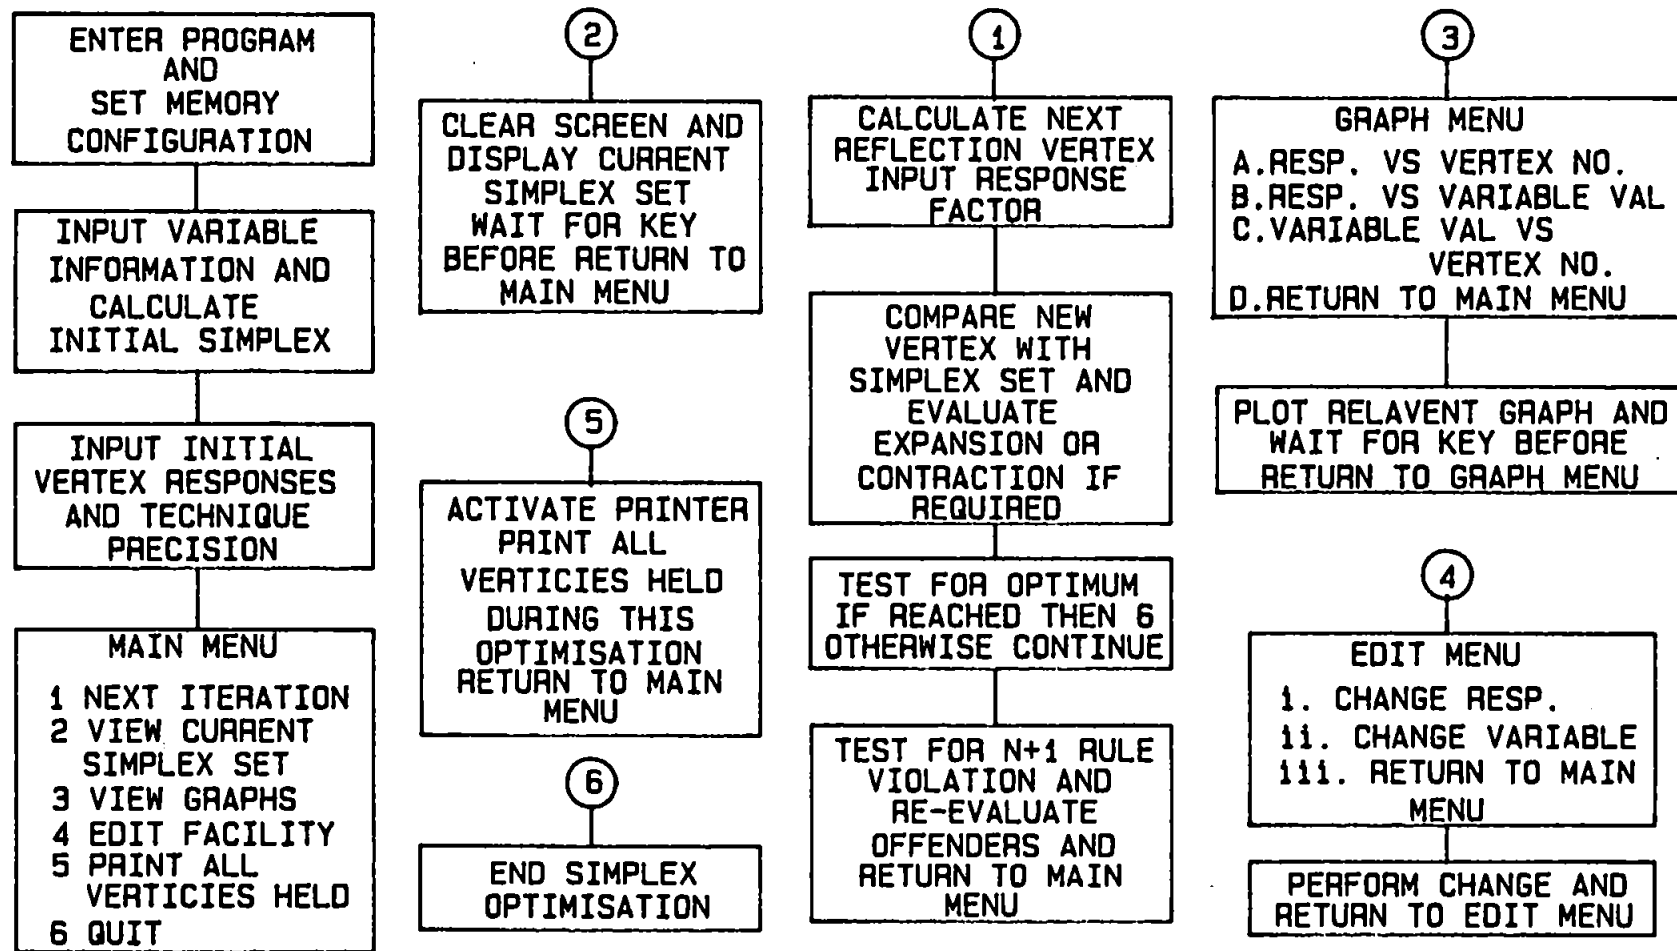 ENTER PROGRAM
AND
SET MEMORY
CONFIGURATION
INPUT VARIABLE
INFORMATION AND
CALCULATE
INITIAL SIMPLEX
INPUT INITIAL
VERTEX RESPONSES
AND TECHNIQUE
PRECISION
MAIN MENU
1 NEXT ITERATION
2 VIEW CURRENT
SIMPLEX SET
3 VIEW GRAPHS
4 EDIT FACILITY
5 PRINT ALL
VERTICIES HELD
6 QUIT
2
CLEAR SCREEN AND
DISPLAY CURRENT
SIMPLEX SET
WAIT FOR KEY
BEFORE RETURN TO
MAIN MENU
5
ACTIVATE PRINTER
PRINT ALL
VERTICIES HELD
DURING THIS
OPTIMISATION
RETURN TO MAIN
MENU
6
END SIMPLEX
OPTIMISATION
1
CALCULATE NEXT
REFLECTION VERTEX
INPUT RESPONSE
FACTOR
COMPARE NEW
VERTEX WITH
SIMPLEX SET AND
EVALUATE
EXPANSION OR
CONTRACTION IF
REQUIRED
TEST FOR OPTIMUM
IF REACHED THEN 6
OTHERWISE CONTINUE
TEST FOR N+1 RULE
VIOLATION AND
RE-EVALUATE
OFFENDERS AND
RETURN TO MAIN
MENU
3
GRAPH MENU
A.RESP. VS VERTEX NO.
B.RESP. VS VARIABLE VAL
C.VARIABLE VAL VS
VERTEX NO.
D.RETURN TO MAIN MENU
PLOT RELAVENT GRAPH AND
WAIT FOR KEY BEFORE
RETURN TO GRAPH MENU
4
EDIT MENU
i. CHANGE RESP.
ii. CHANGE VARIABLE
iii. RETURN TO MAIN
MENU
PERFORM CHANGE AND
RETURN TO EDIT MENU